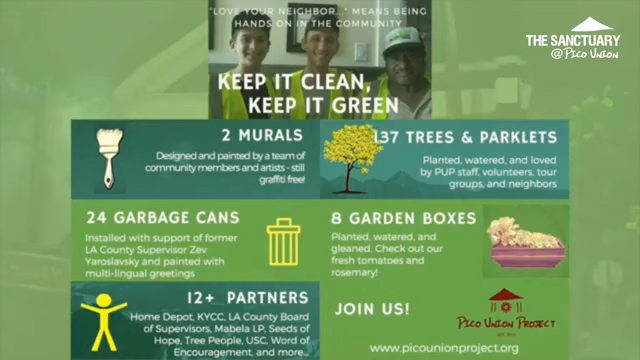 "LOVE YOUR NEIGHBOR..." MEANS BEING
HANDS ON IN THE COMMUNITY
THE SANCTUARY
@ PICO UNION
KEEP IT CLEAN,
KEEP IT GREEN
2 MURALS
Designed and painted by a team of
community members and artists - still
graffiti free!
137 TREES & PARKLETS
Planted, watered, and loved
by PUP staff, volunteers, tour
groups, and neighbors
24 GARBAGE CANS
Installed with support of former
LA County Supervisor Zev
Yaroslavsky and painted with
multi-lingual greetings
8 GARDEN BOXES
Planted, watered, and
gleaned. Check out our
fresh tomatoes and
rosemary!
12+ PARTNERS
Home Depot, KYCC, LA County Board
of Supervisors, Mabela LP, Seeds of
Hope, Tree People, USC, Word of
Encouragement, and more...
JOIN US!
PICO UNION PROJECT
www.picounionproject.org